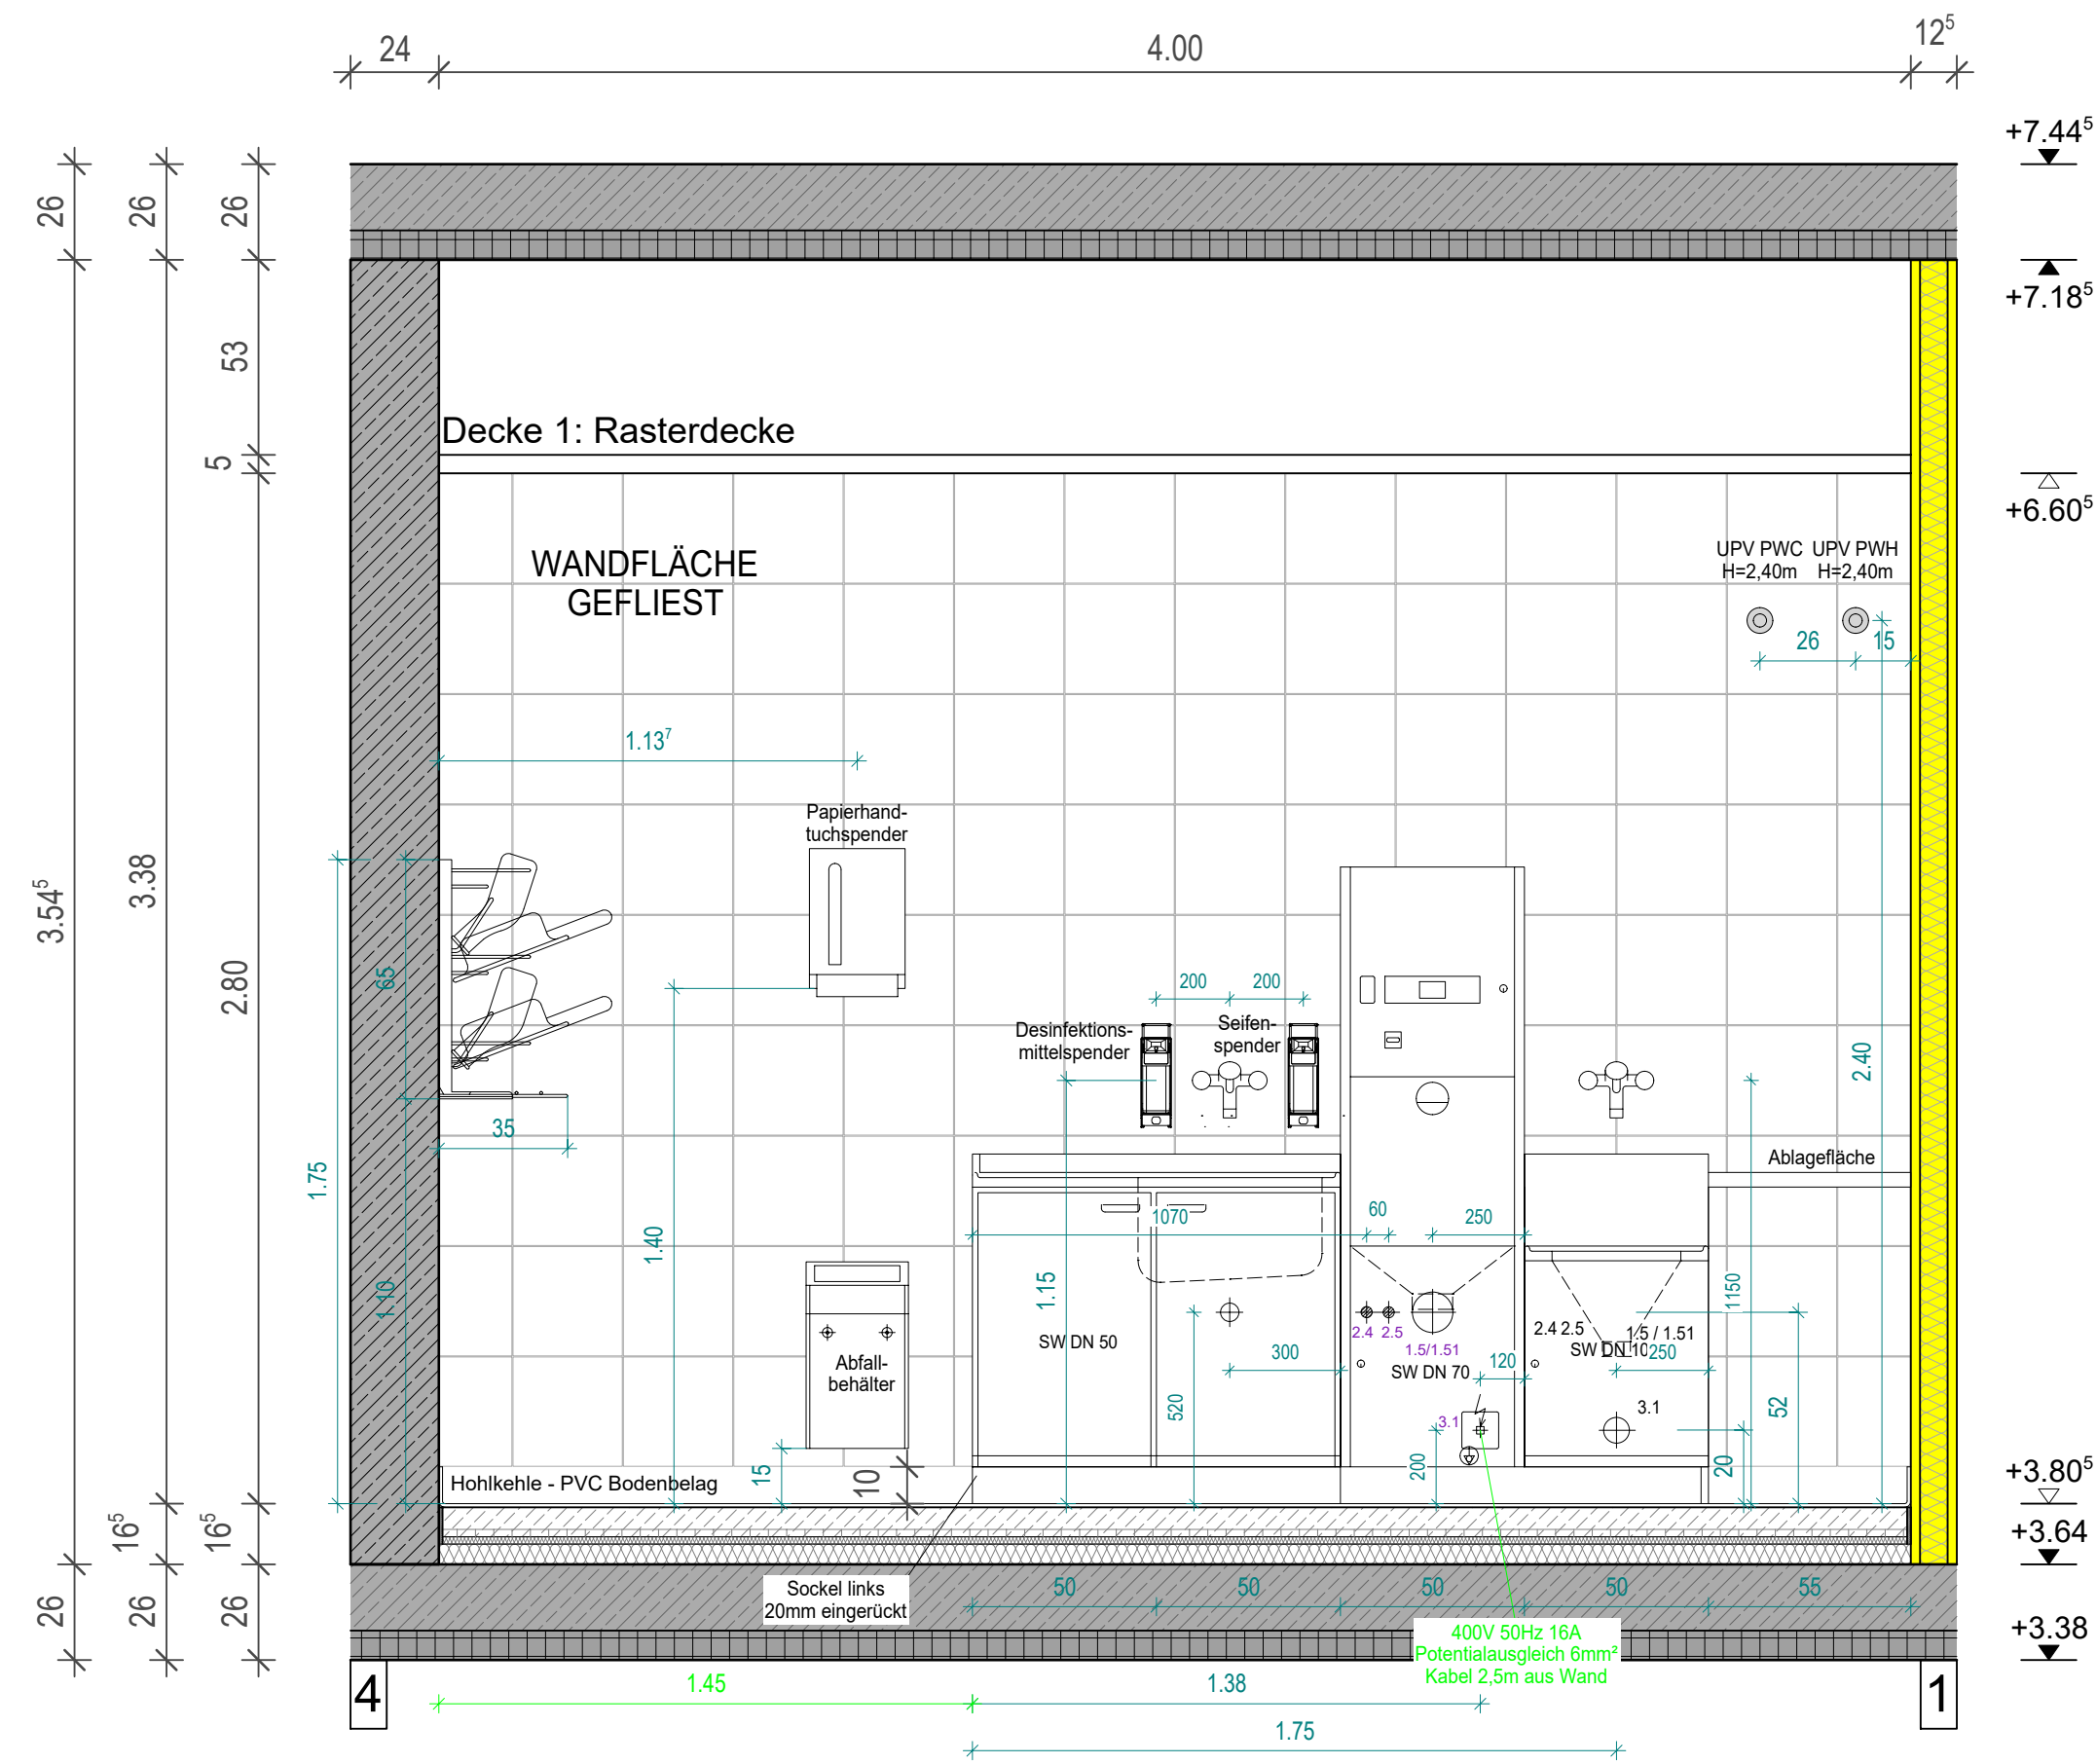 24
4.00
12⁵
+7.44⁵
26
26
26
+7.18⁵
53
Decke 1: Rasterdecke
5
+6.60⁵
WANDFLÄCHE
GEFLIEST
UPV PWC UPV PWH
H=2,40m H=2,40m
26
15
1.13⁷
Papierhand-
tuchspender
3.54⁵
3.38
2.80
65
200
200
Desinfektions-
mittelspender
Seifen-
spender
2.40
35
1.75
Ablagefläche
1070
60
250
1.40
1.15
1.10
1150
SW DN 50
2.4 2.5
1.5/1.51
SW DN 70
2.4 2.5
1.5 / 1.51
SW DN 10
250
Abfall-
behälter
300
120
520
52
3.1
3.1
200
20
15
10
Hohlkehle - PVC Bodenbelag
+3.80⁵
16⁵
16⁵
+3.64
Sockel links
20mm eingerückt
50
50
50
50
55
26
26
26
+3.38
400V 50Hz 16A
Potentialausgleich 6mm²
Kabel 2,5m aus Wand
4
1.45
1.38
1
1.75